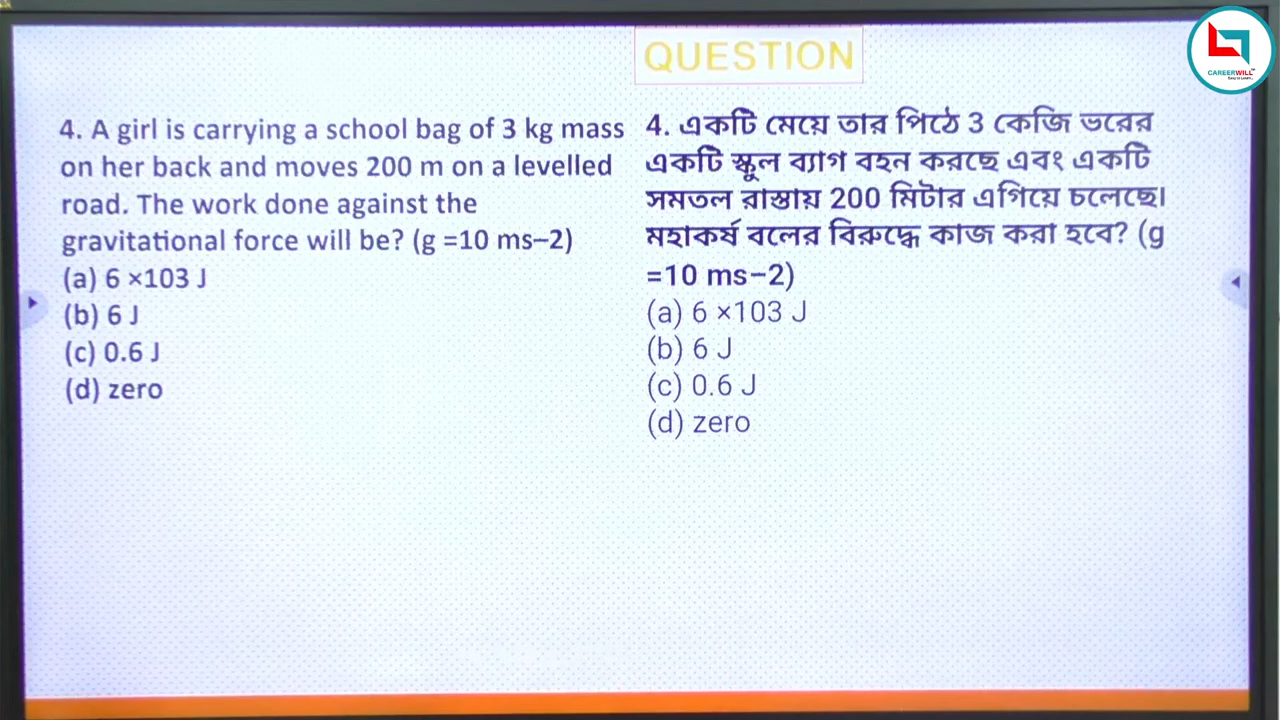 QUESTION
CAREERWILL
4. A girl is carrying a school bag of 3 kg mass
on her back and moves 200 m on a levelled
road. The work done against the
gravitational force will be? (g =10 ms–2)
(a) 6 ×103 J
(b) 6 J
(c) 0.6 J
(d) zero
4. একটি মেয়ে তার পিঠে 3 কেজি ভরের
একটি স্কুল ব্যাগ বহন করছে এবং একটি
সমতল রাস্তায় 200 মিটার এগিয়ে চলেছে।
মহাকর্ষ বলের বিরুদ্ধে কাজ করা হবে? (g
=10 ms−2)
(a) 6 ×103 J
(b) 6 J
(c) 0.6 J
(d) zero